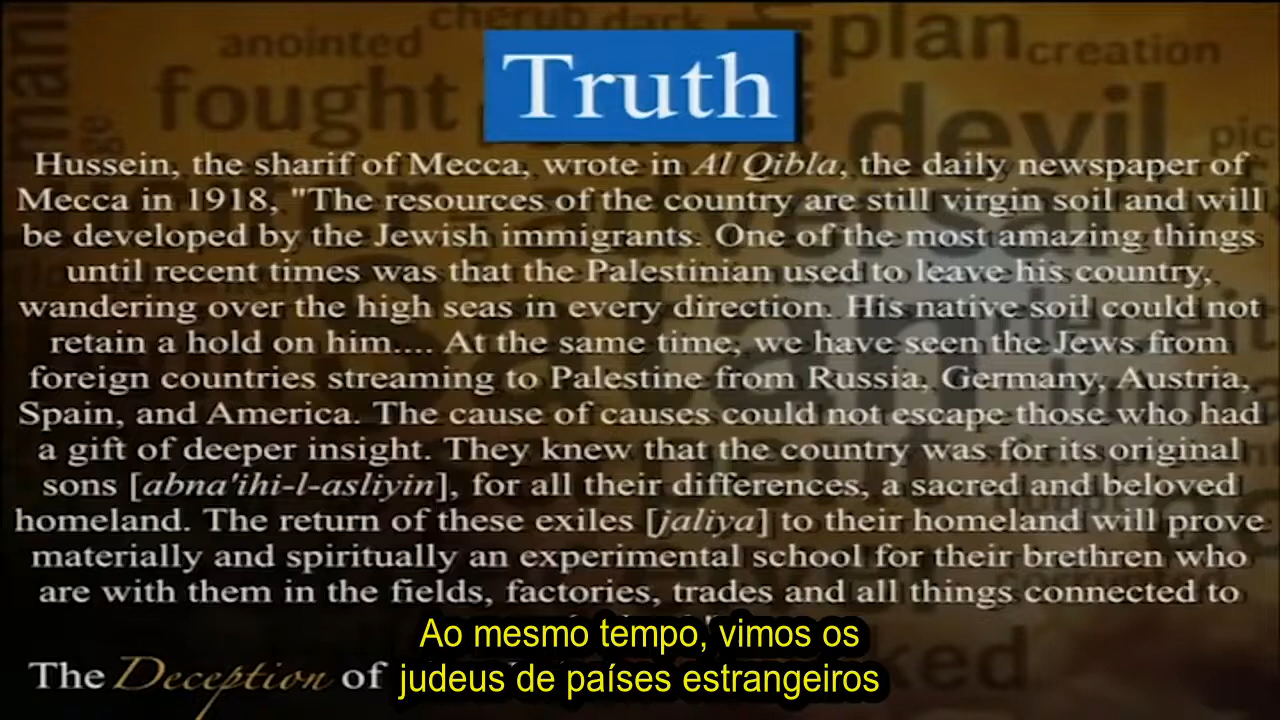 cherub dark
anointed
plan
creation
fought
devil
Truth
Hussein, the sharif of Mecca, wrote in Al Qibla, the daily newspaper of
Mecca in 1918, "The resources of the country are still virgin soil and will
be developed by the Jewish immigrants. One of the most amazing things
until recent times was that the Palestinian used to leave his country,
wandering over the high seas in every direction. His native soil could not
retain a hold on him.... At the same time, we have seen the Jews from
foreign countries streaming to Palestine from Russia, Germany, Austria,
Spain, and America. The cause of causes could not escape those who had
a gift of deeper insight. They knew that the country was for its original
sons [abna'ihi-l-asliyin], for all their differences, a sacred and beloved
homeland. The return of these exiles [jaliya] to their homeland will prove
materially and spiritually an experimental school for their brethren who
are with them in the fields, factories, trades and all things connected to
Ao mesmo tempo, vimos os
judeus de países estrangeiros
The Deception of